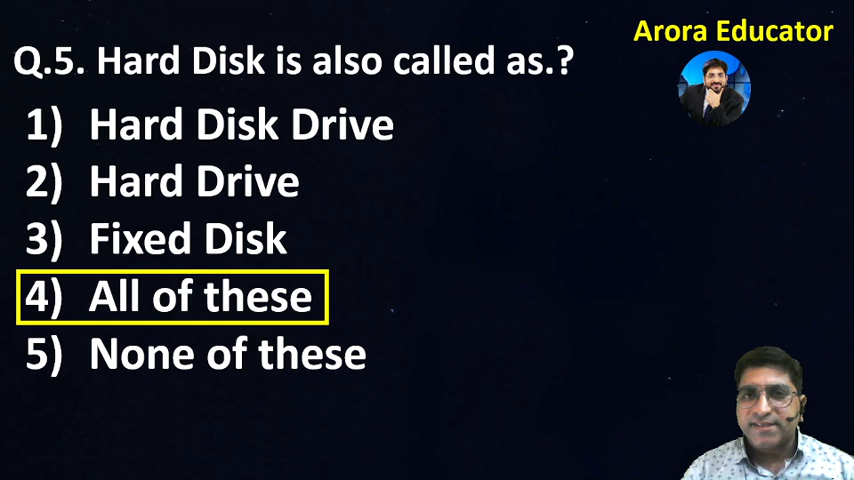 Arora Educator
Q.5. Hard Disk is also called as.?
1) Hard Disk Drive
2) Hard Drive
3) Fixed Disk
4) All of these
5) None of these